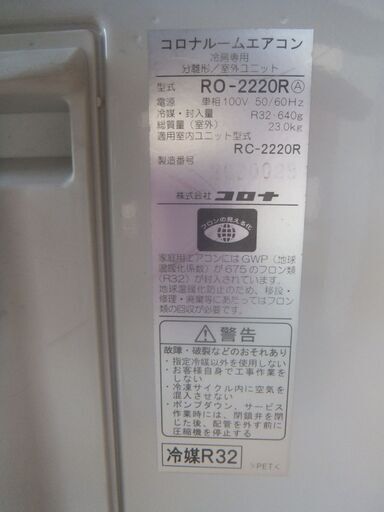 コロナルームエアコン
冷房専用
分離形／室外ユニット
型式 RO-2220R Ⓐ
電源 単相100V 50/60Hz
冷媒・封入量 R32・640g
総質量(室外) 23.0kg
適用室内ユニット型式
RC-2220R
製造番号
株式会社 コロナ
フロンの見える化
家庭用エアコンにはGWP(地球
温暖化係数)が675のフロン類
(R32)が封入されています。
地球温暖化防止のため、移設・
修理・廃棄等にあたってはフロン
類の回収が必要です。
⚠警告
故障・破裂などのおそれあり
・指定冷媒以外を使用しない
・お客様自身で工事作業を
しない
・冷凍サイクル内に空気を
混入させない
・ポンプダウン、サービス
作業時には、閉鎖弁を閉
じた後、配管を外す前に
圧縮機を停止する
冷媒R32
>PET<